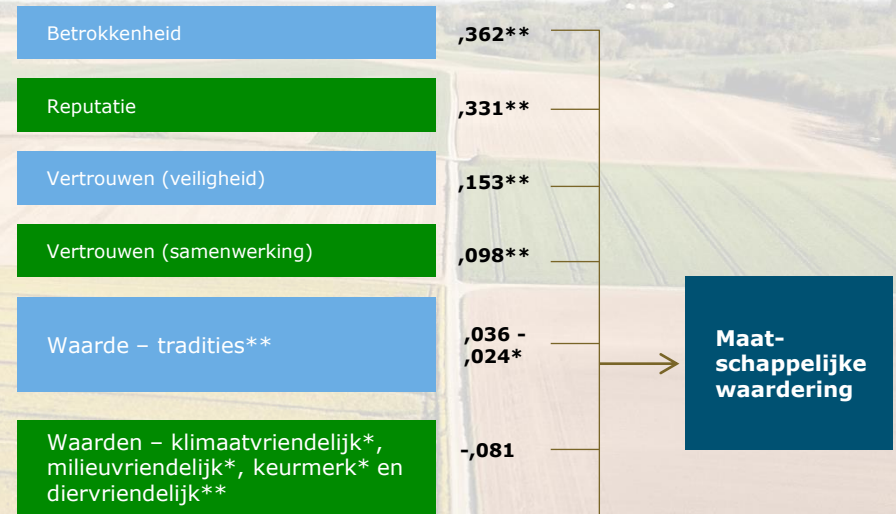 Betrokkenheid ,362**
Reputatie ,331**
Vertrouwen (veiligheid) ,153**
Vertrouwen (samenwerking) ,098**
Waarde – tradities**
,036 -
,024*
Waarden – klimaatvriendelijk*,
milieuvriendelijk*, keurmerk* en
diervriendelijk**
-,081
Maat-
schappelijke
waardering